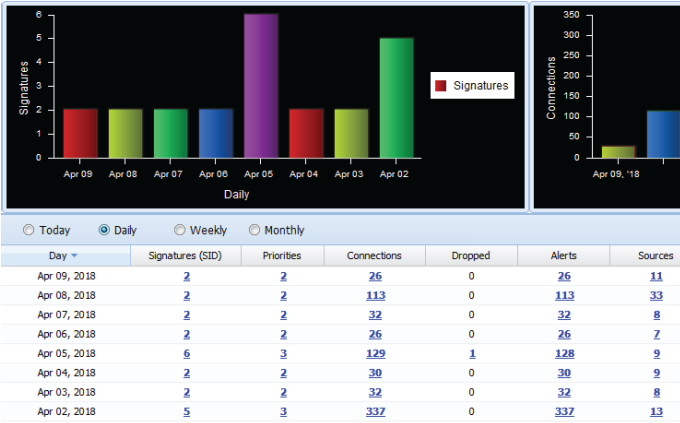 6
5
4
3
2
1
0
Signatures
Apr 09 Apr 08 Apr 07 Apr 06 Apr 05 Apr 04 Apr 03 Apr 02
Daily
Signatures
350
300
250
200
150
100
50
0
Connections
Apr 09, '18
Today Daily Weekly Monthly
Day Signatures (SID) Priorities Connections Dropped Alerts Sources
Apr 09, 2018 2 2 26 0 26 11
Apr 08, 2018 2 2 113 0 113 33
Apr 07, 2018 2 2 32 0 32 8
Apr 06, 2018 2 2 26 0 26 7
Apr 05, 2018 6 3 129 1 128 9
Apr 04, 2018 2 2 30 0 30 9
Apr 03, 2018 2 2 32 0 32 8
Apr 02, 2018 5 3 337 0 337 13